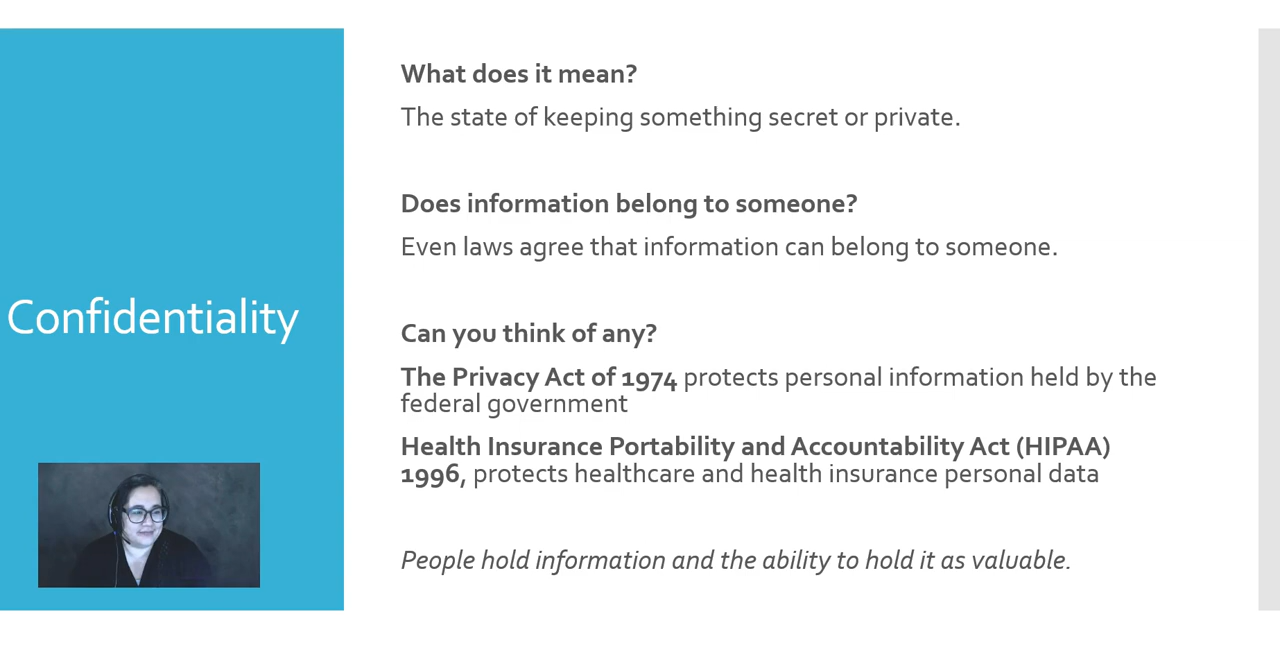 Confidentiality
What does it mean?
The state of keeping something secret or private.
Does information belong to someone?
Even laws agree that information can belong to someone.
Can you think of any?
The Privacy Act of 1974 protects personal information held by the
federal government
Health Insurance Portability and Accountability Act (HIPAA)
1996, protects healthcare and health insurance personal data
People hold information and the ability to hold it as valuable.